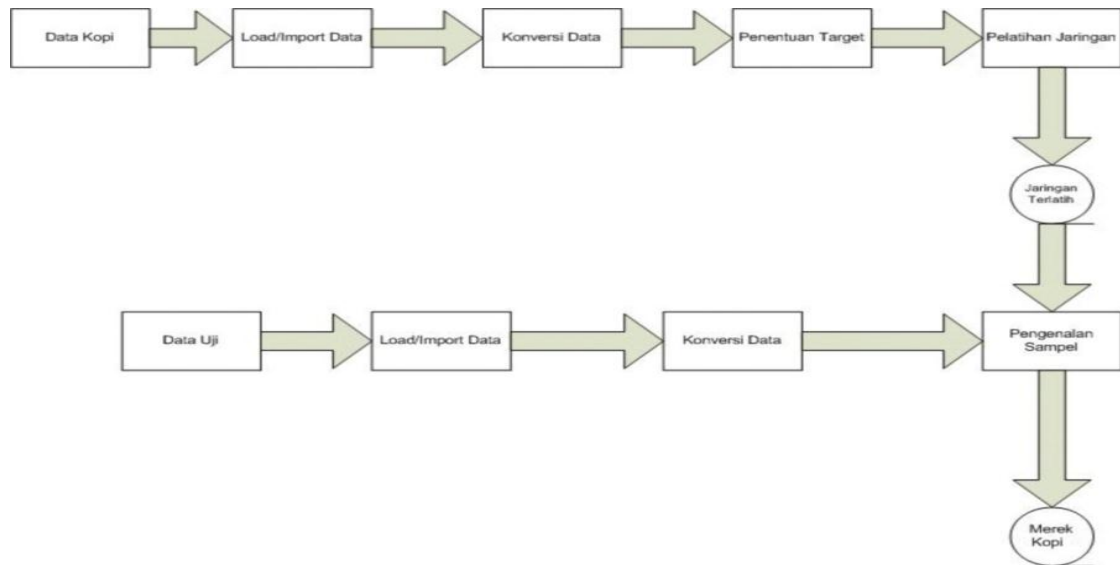 Data Kopi
Load/Import Data
Konversi Data
Penentuan Target
Pelatihan Jaringan
Jaringan
Terlatih
Data Uji
Load/Import Data
Konversi Data
Pengenalan
Sampel
Merek
Kopi